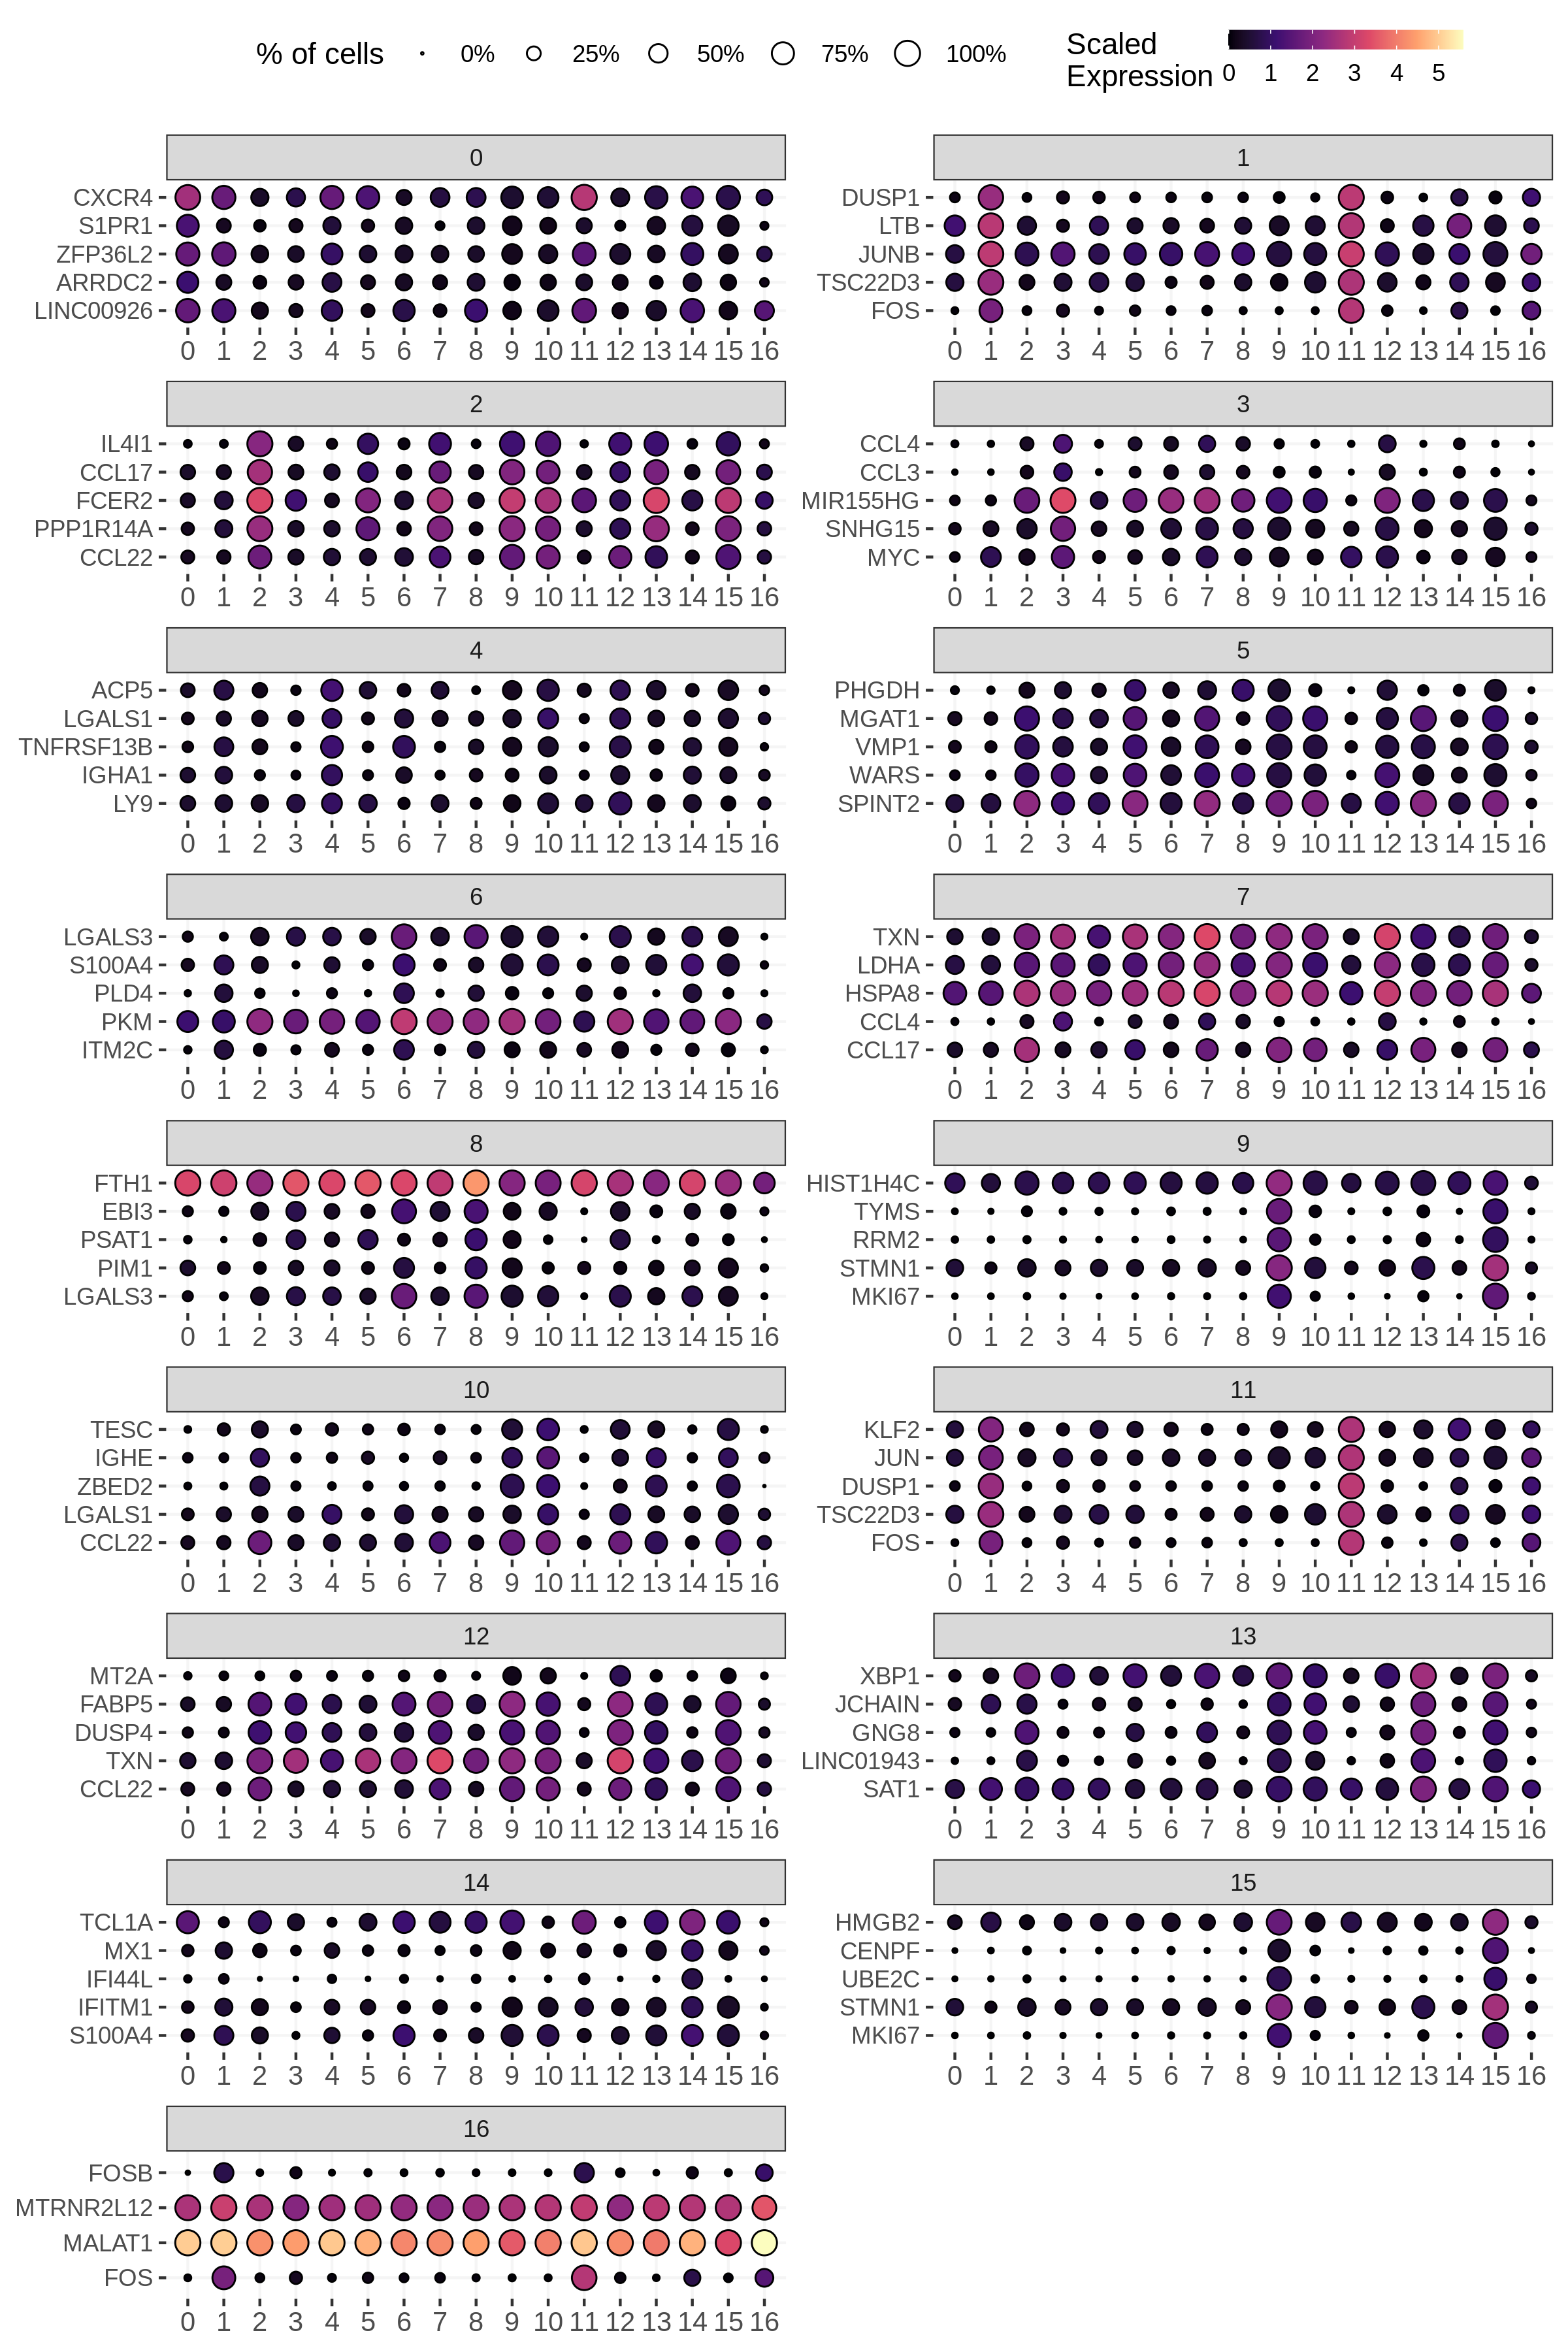 % of cells 0% 25% 50% 75% 100%
Scaled
Expression 0 1 2 3 4 5
0
CXCR4
S1PR1
ZFP36L2
ARRDC2
LINC00926
0 1 2 3 4 5 6 7 8 9 10 11 12 13 14 15 16
1
DUSP1
LTB
JUNB
TSC22D3
FOS
0 1 2 3 4 5 6 7 8 9 10 11 12 13 14 15 16
2
IL4I1
CCL17
FCER2
PPP1R14A
CCL22
0 1 2 3 4 5 6 7 8 9 10 11 12 13 14 15 16
3
CCL4
CCL3
MIR155HG
SNHG15
MYC
0 1 2 3 4 5 6 7 8 9 10 11 12 13 14 15 16
4
ACP5
LGALS1
TNFRSF13B
IGHA1
LY9
0 1 2 3 4 5 6 7 8 9 10 11 12 13 14 15 16
5
PHGDH
MGAT1
VMP1
WARS
SPINT2
0 1 2 3 4 5 6 7 8 9 10 11 12 13 14 15 16
6
LGALS3
S100A4
PLD4
PKM
ITM2C
0 1 2 3 4 5 6 7 8 9 10 11 12 13 14 15 16
7
TXN
LDHA
HSPA8
CCL4
CCL17
0 1 2 3 4 5 6 7 8 9 10 11 12 13 14 15 16
8
FTH1
EBI3
PSAT1
PIM1
LGALS3
0 1 2 3 4 5 6 7 8 9 10 11 12 13 14 15 16
9
HIST1H4C
TYMS
RRM2
STMN1
MKI67
0 1 2 3 4 5 6 7 8 9 10 11 12 13 14 15 16
10
TESC
IGHE
ZBED2
LGALS1
CCL22
0 1 2 3 4 5 6 7 8 9 10 11 12 13 14 15 16
11
KLF2
JUN
DUSP1
TSC22D3
FOS
0 1 2 3 4 5 6 7 8 9 10 11 12 13 14 15 16
12
MT2A
FABP5
DUSP4
TXN
CCL22
0 1 2 3 4 5 6 7 8 9 10 11 12 13 14 15 16
13
XBP1
JCHAIN
GNG8
LINC01943
SAT1
0 1 2 3 4 5 6 7 8 9 10 11 12 13 14 15 16
14
TCL1A
MX1
IFI44L
IFITM1
S100A4
0 1 2 3 4 5 6 7 8 9 10 11 12 13 14 15 16
15
HMGB2
CENPF
UBE2C
STMN1
MKI67
0 1 2 3 4 5 6 7 8 9 10 11 12 13 14 15 16
16
FOSB
MTRNR2L12
MALAT1
FOS
0 1 2 3 4 5 6 7 8 9 10 11 12 13 14 15 16